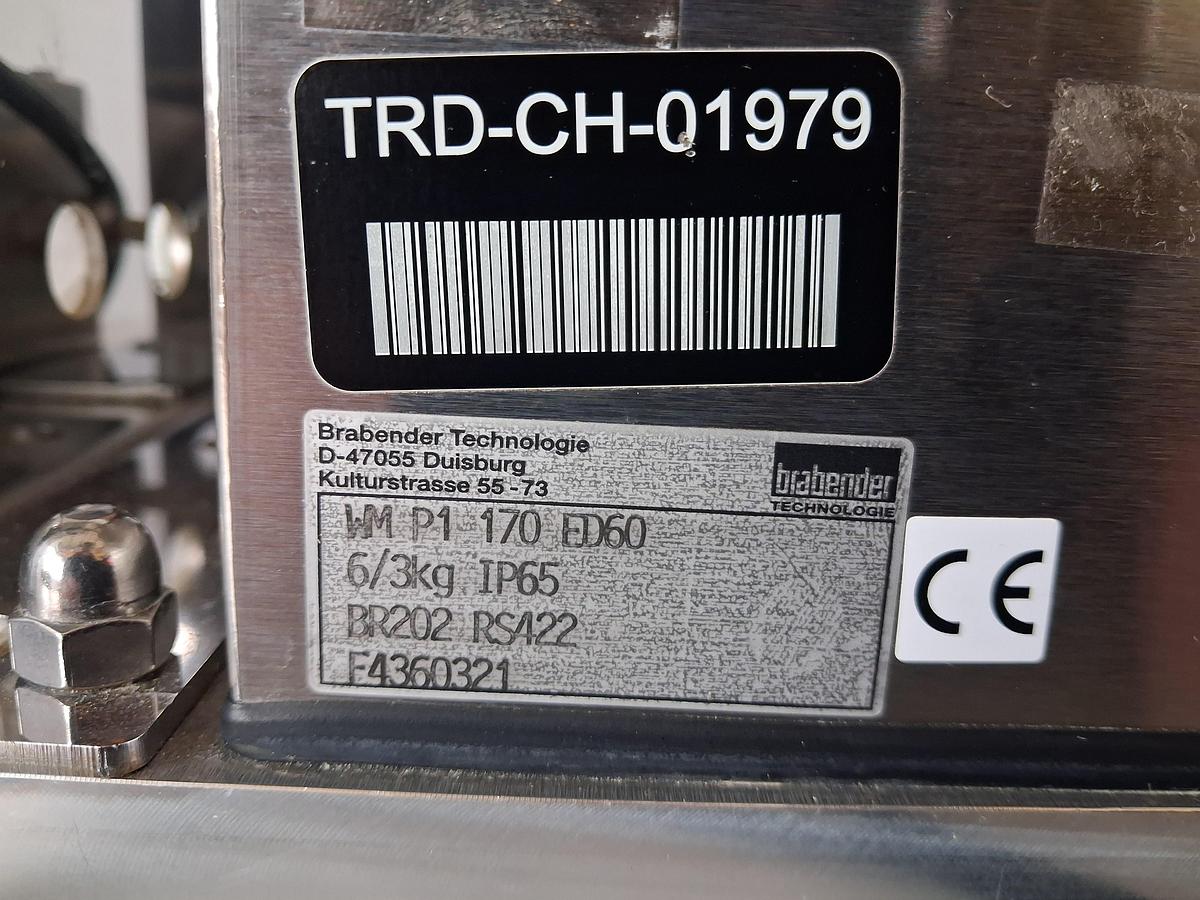 TRD-CH-01979
Brabender Technologie
D-47055 Duisburg
Kulturstrasse 55-73
brabender
TECHNOLOGIE
WM P1 170 ED60
6/3kg IP65
BR202 RS422
F4360321
CE